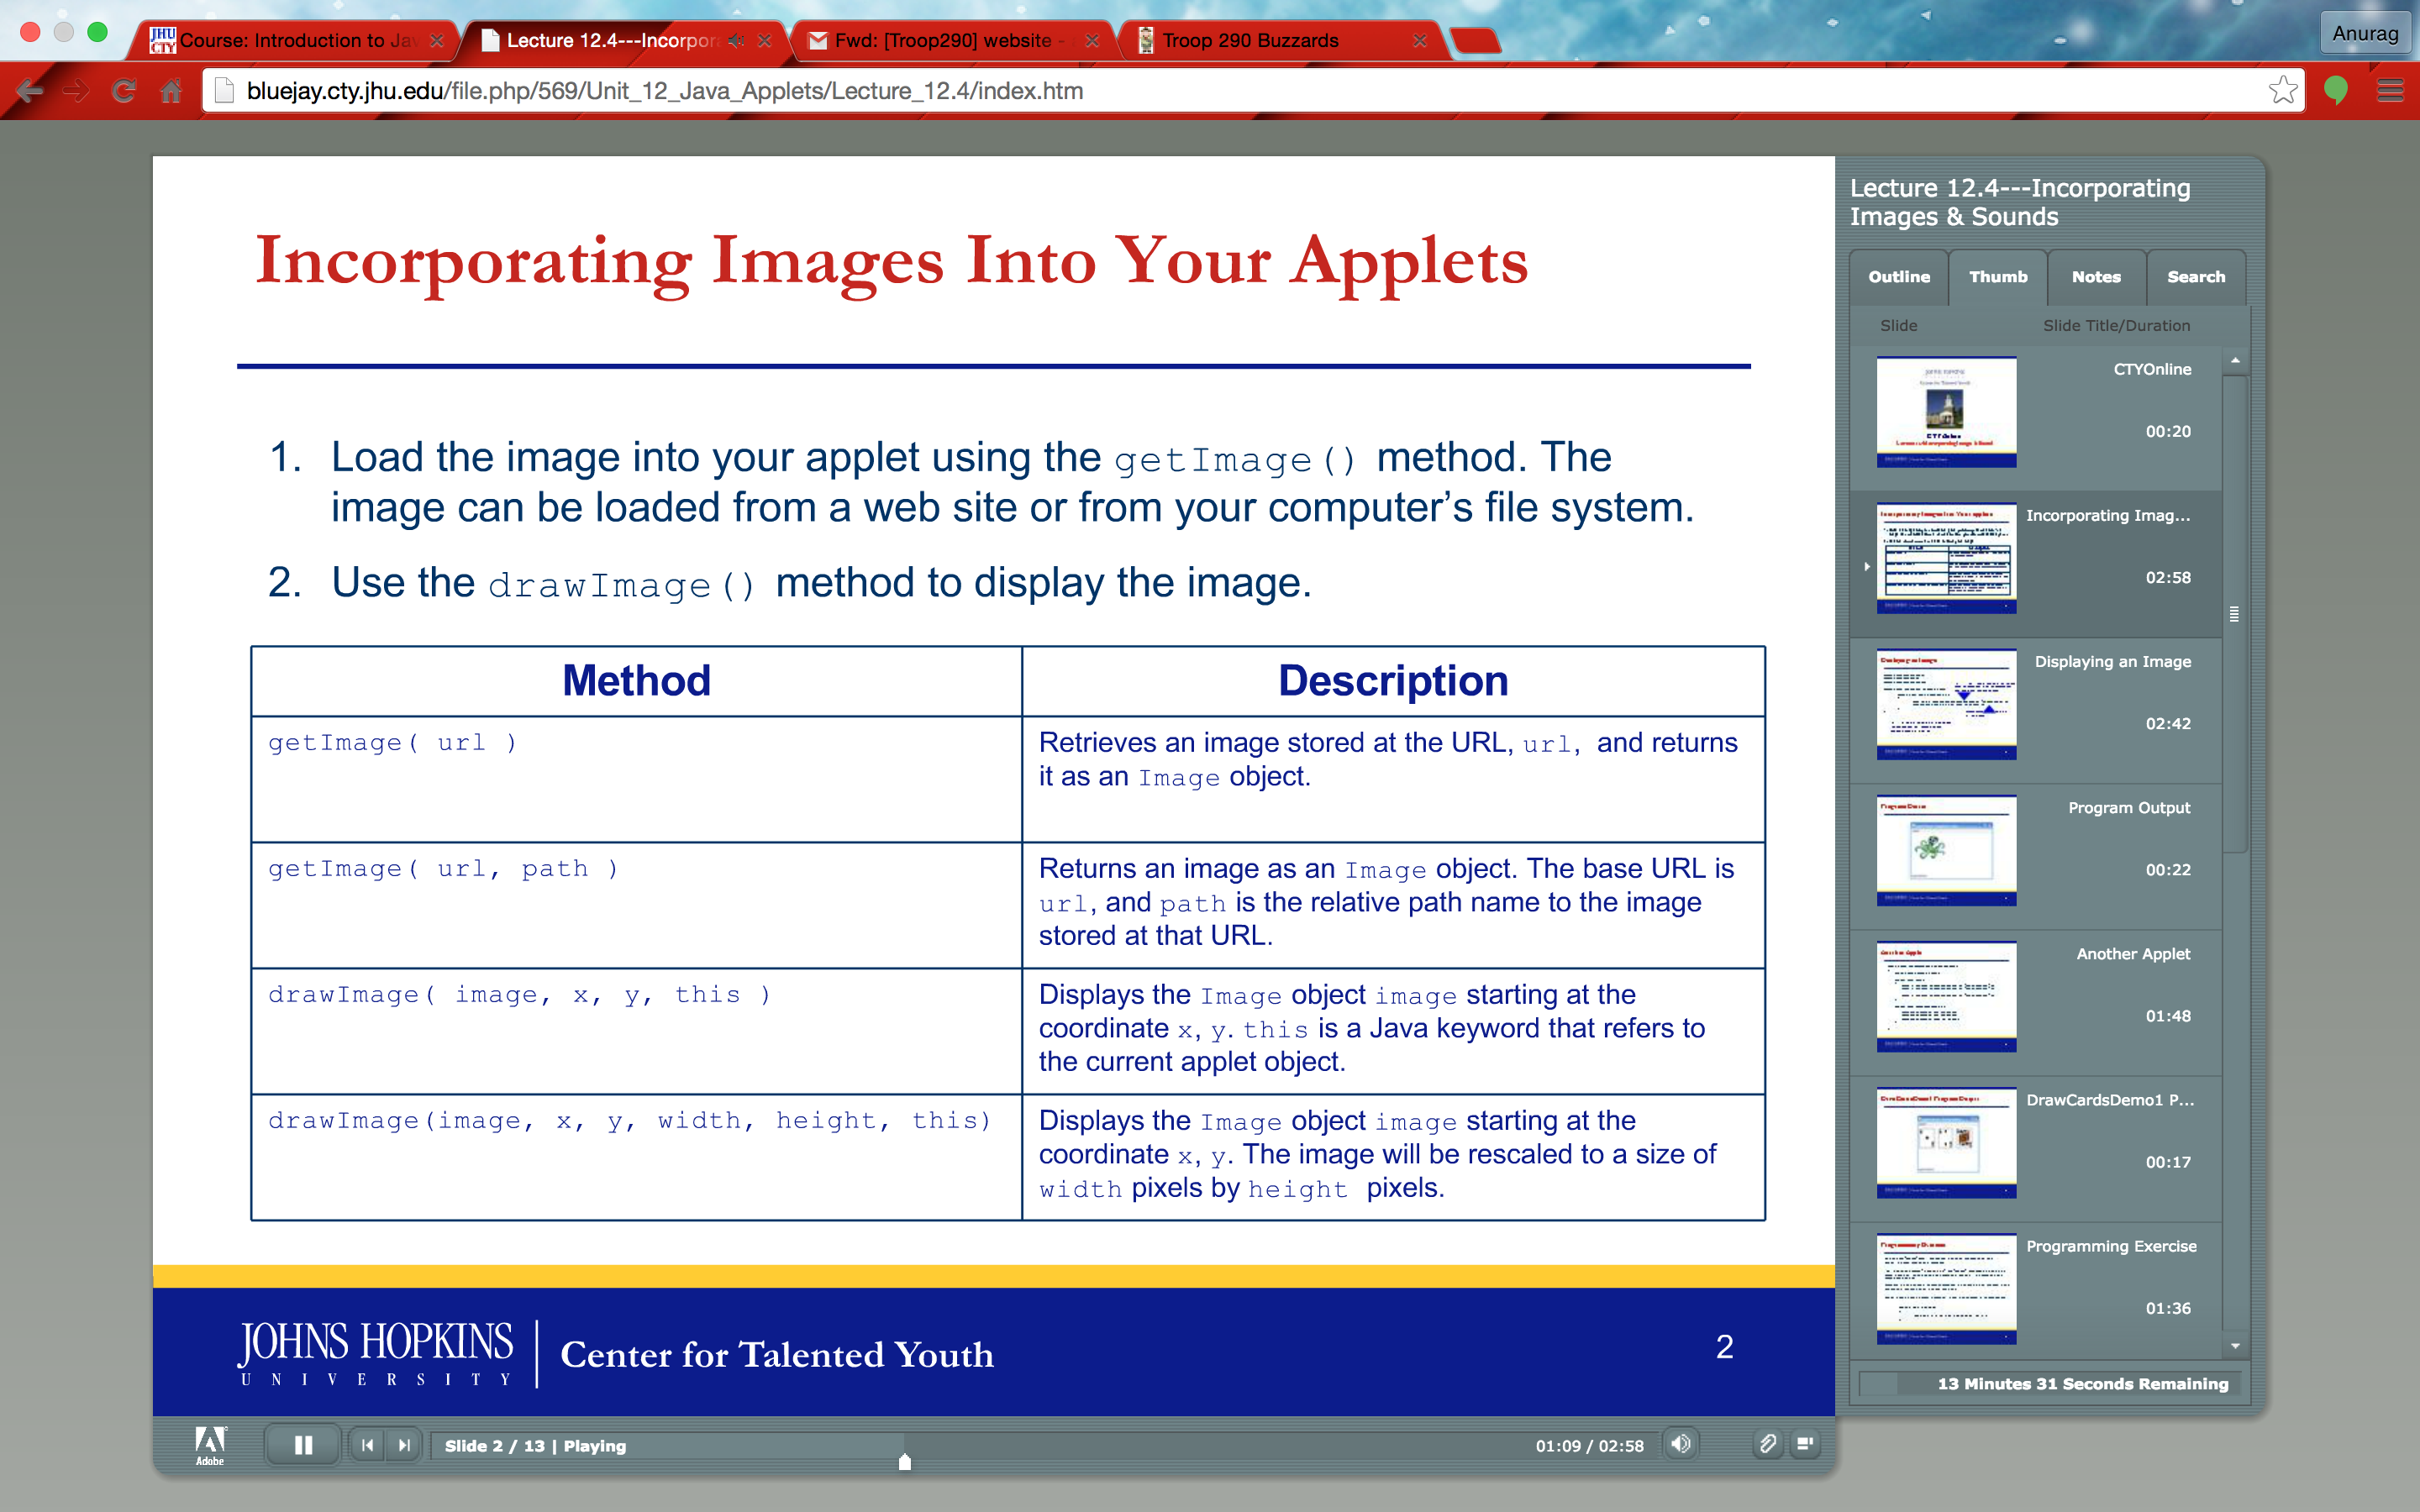 JHU CTY Course: Introduction to Jav
Lecture 12.4---Incorpor
Fwd: [Troop290] website -
Troop 290 Buzzards
Anurag
bluejay.cty.jhu.edu/file.php/569/Unit_12_Java_Applets/Lecture_12.4/index.htm
Incorporating Images Into Your Applets
1. Load the image into your applet using the getImage() method. The
image can be loaded from a web site or from your computer’s file system.
2. Use the drawImage() method to display the image.
Method Description
getImage( url )
Retrieves an image stored at the URL, url, and returns
it as an Image object.
getImage( url, path )
Returns an image as an Image object. The base URL is
url, and path is the relative path name to the image
stored at that URL.
drawImage( image, x, y, this )
Displays the Image object image starting at the
coordinate x, y. this is a Java keyword that refers to
the current applet object.
drawImage(image, x, y, width, height, this)
Displays the Image object image starting at the
coordinate x, y. The image will be rescaled to a size of
width pixels by height pixels.
JOHNS HOPKINS
UNIVERSITY
Center for Talented Youth
2
Adobe
Slide 2 / 13 | Playing
01:09 / 02:58
Lecture 12.4---Incorporating
Images & Sounds
Outline Thumb Notes Search
Slide Slide Title/Duration
CTYOnline
00:20
Incorporating Imag...
02:58
Displaying an Image
02:42
Program Output
00:22
Another Applet
01:48
DrawCardsDemo1 P...
00:17
Programming Exercise
01:36
13 Minutes 31 Seconds Remaining